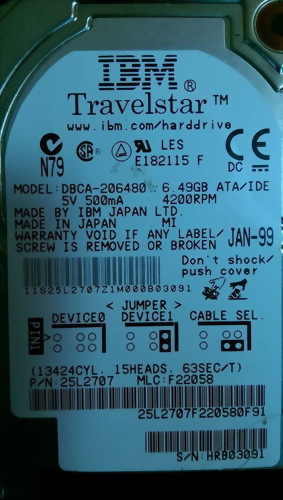 IBM®
Travelstar™
www.ibm.com/harddrive
N79
LES
E182115 F
CE
DC
MODEL:DBCA-206480 6.49GB ATA/IDE
5V 500mA 4200RPM
MADE BY IBM JAPAN LTD.
MADE IN JAPAN MI
WARRANTY VOID IF ANY LABEL/
SCREW IS REMOVED OR BROKEN
JAN-99
Don't shock/
push cover
11S25L2707Z1M000803091
< JUMPER >
DEVICE0 DEVICE1 CABLE SEL.
PIN1
(13424CYL. 15HEADS. 63SEC/T)
P/N:25L2707 MLC:F22058
25L2707F220580F91
S/N:HR803091